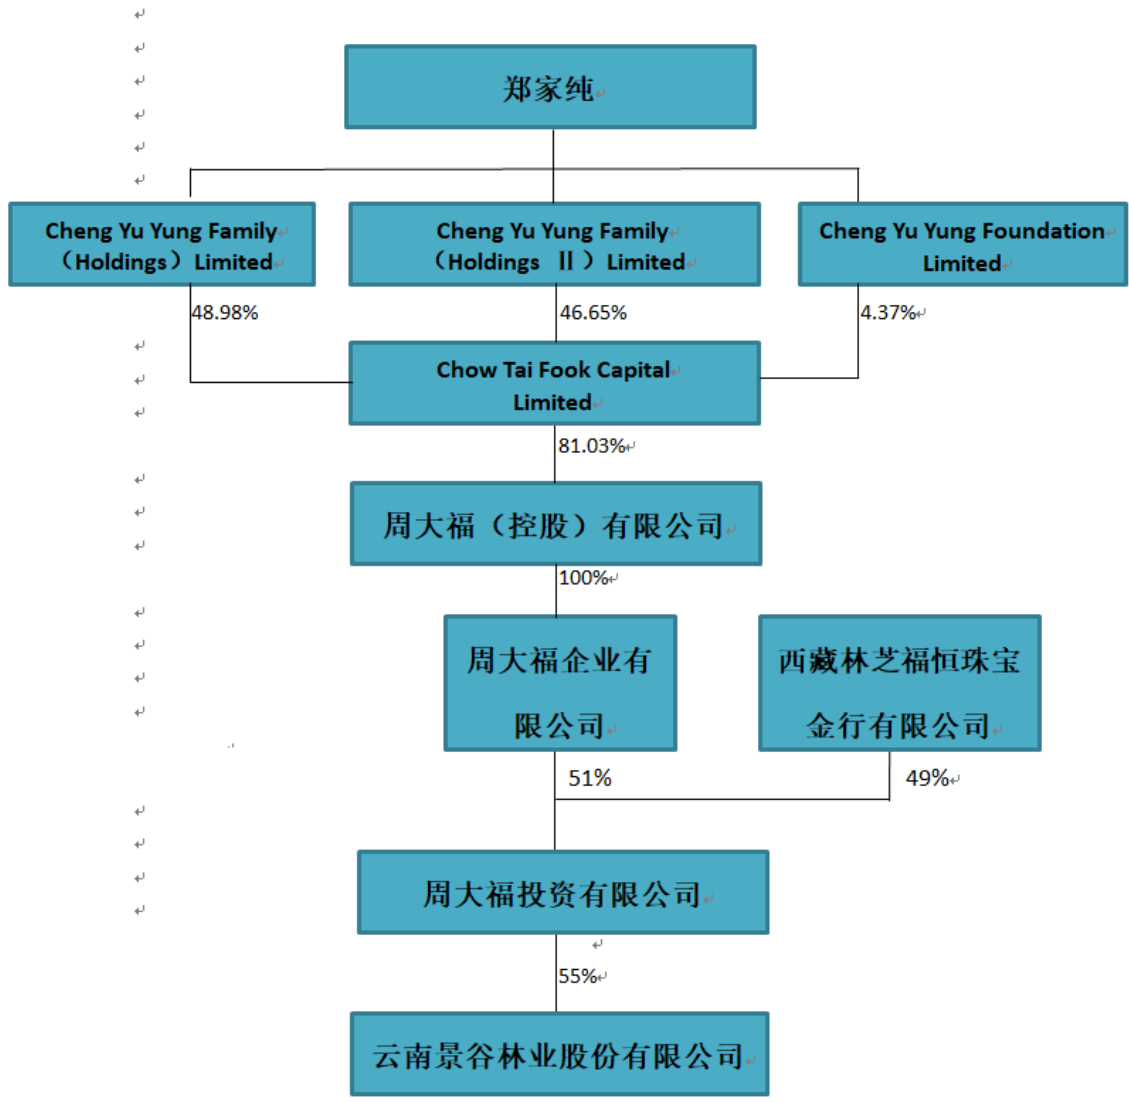 郑家纯
Cheng Yu Yung Family
（Holdings）Limited
Cheng Yu Yung Family
（Holdings Ⅱ）Limited
Cheng Yu Yung Foundation
Limited
48.98%
46.65%
4.37%
Chow Tai Fook Capital
Limited
81.03%
周大福（控股）有限公司
100%
周大福企业有
限公司
西藏林芝福恒珠宝
金行有限公司
51%
49%
周大福投资有限公司
55%
云南景谷林业股份有限公司